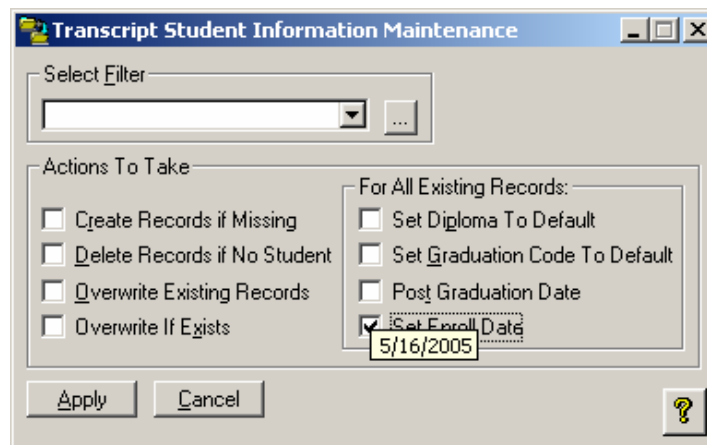 Transcript Student Information Maintenance
Select Filter
...
Actions To Take
For All Existing Records:
Create Records if Missing
Set Diploma To Default
Delete Records if No Student
Set Graduation Code To Default
Overwrite Existing Records
Post Graduation Date
Overwrite If Exists
Set Enroll Date
5/16/2005
Apply
Cancel
?